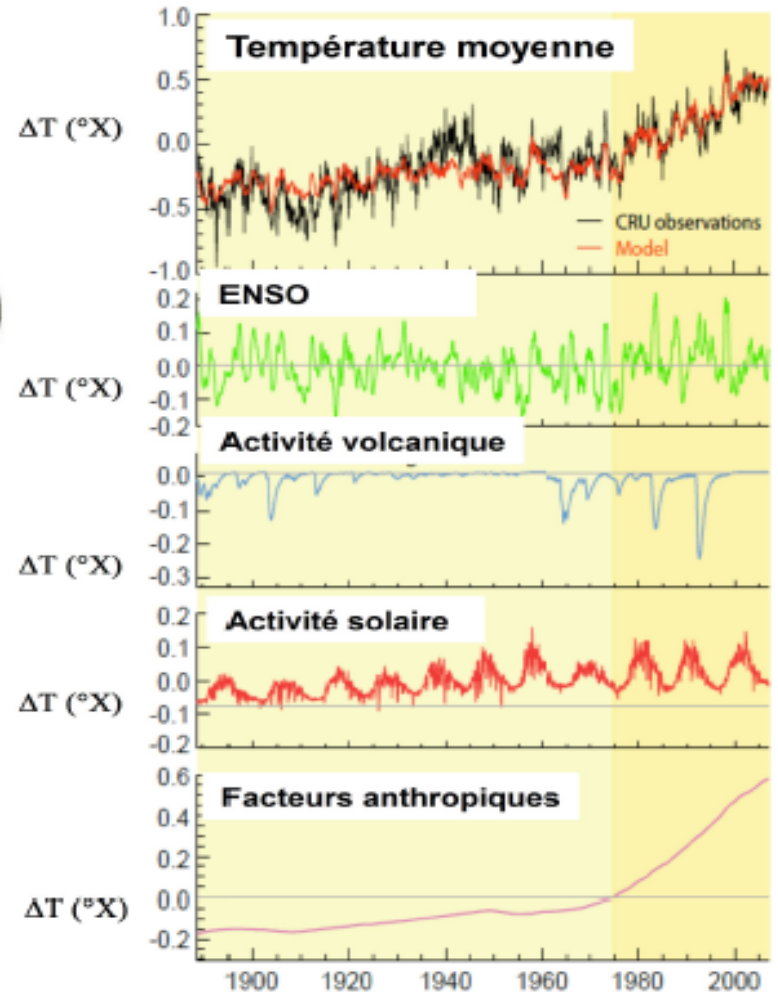 1.0
Température moyenne
0.5
ΔT (°X)
0.0
-0.5
CRU observations
Model
-1.0
ENSO
0.2
0.1
0.0
ΔT (°X)
-0.1
-0.2
Activité volcanique
0.0
-0.1
-0.2
ΔT (°X)
-0.3
0.2
Activité solaire
0.1
0.0
ΔT (°X)
-0.1
-0.2
0.6
Facteurs anthropiques
0.4
0.2
0.0
ΔT (°X)
-0.2
1900 1920 1940 1960 1980 2000